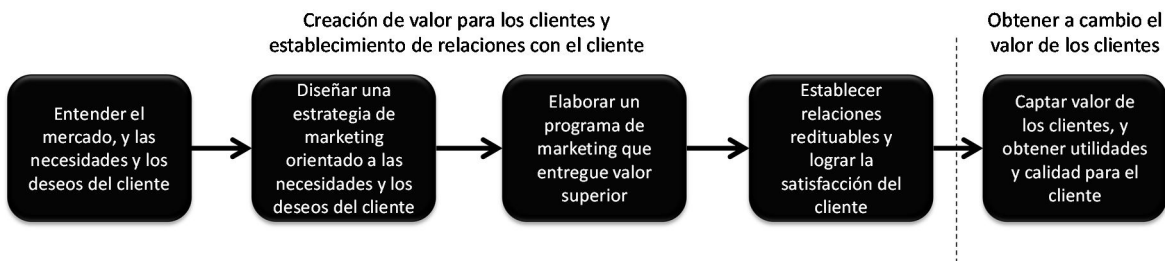 Creación de valor para los clientes y
establecimiento de relaciones con el cliente
Obtener a cambio el
valor de los clientes
Entender el
mercado, y las
necesidades y los
deseos del cliente
Diseñar una
estrategia de
marketing
orientado a las
necesidades y los
deseos del cliente
Elaborar un
programa de
marketing que
entregue valor
superior
Establecer
relaciones
redituables y
lograr la
satisfacción del
cliente
Captar valor de
los clientes, y
obtener utilidades
y calidad para el
cliente